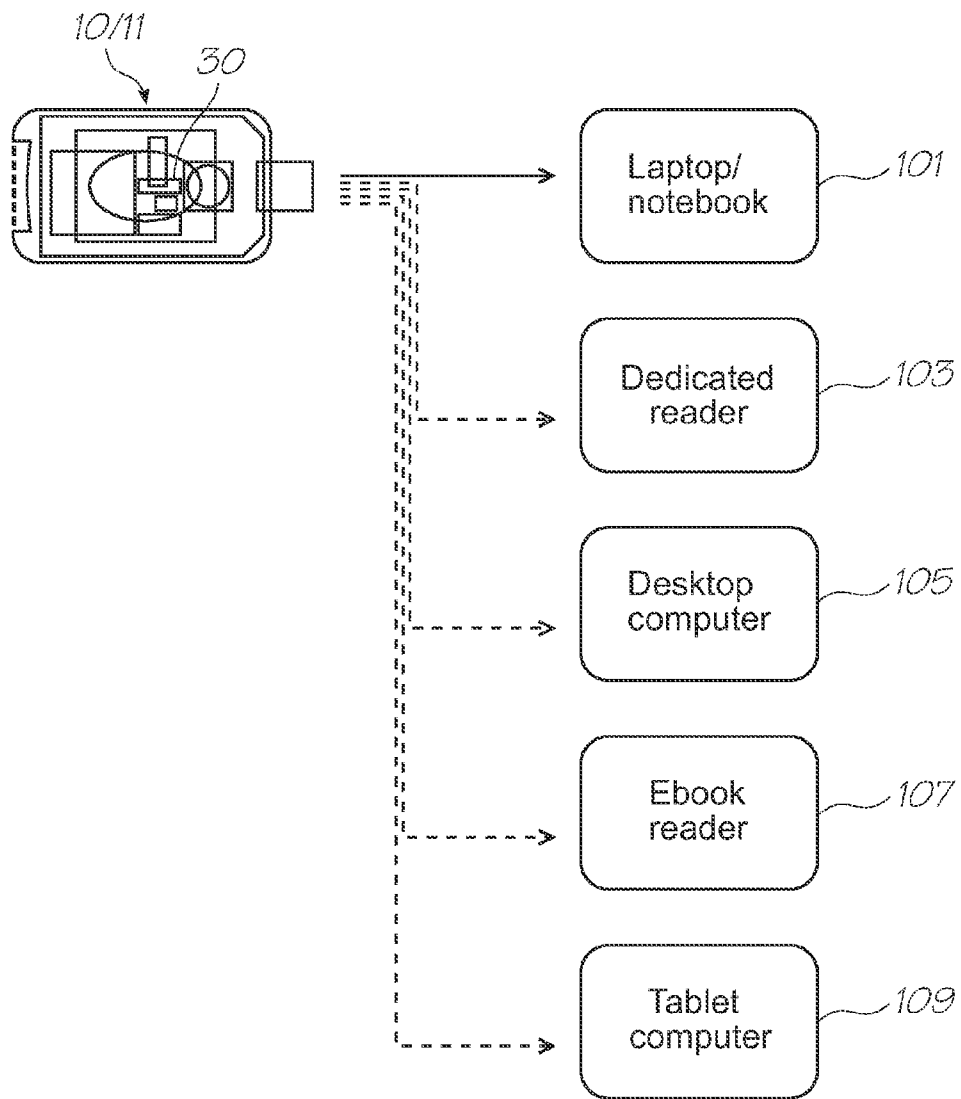 10/11
30
Laptop/
notebook
101
Dedicated
reader
103
Desktop
computer
105
Ebook
reader
107
Tablet
computer
109